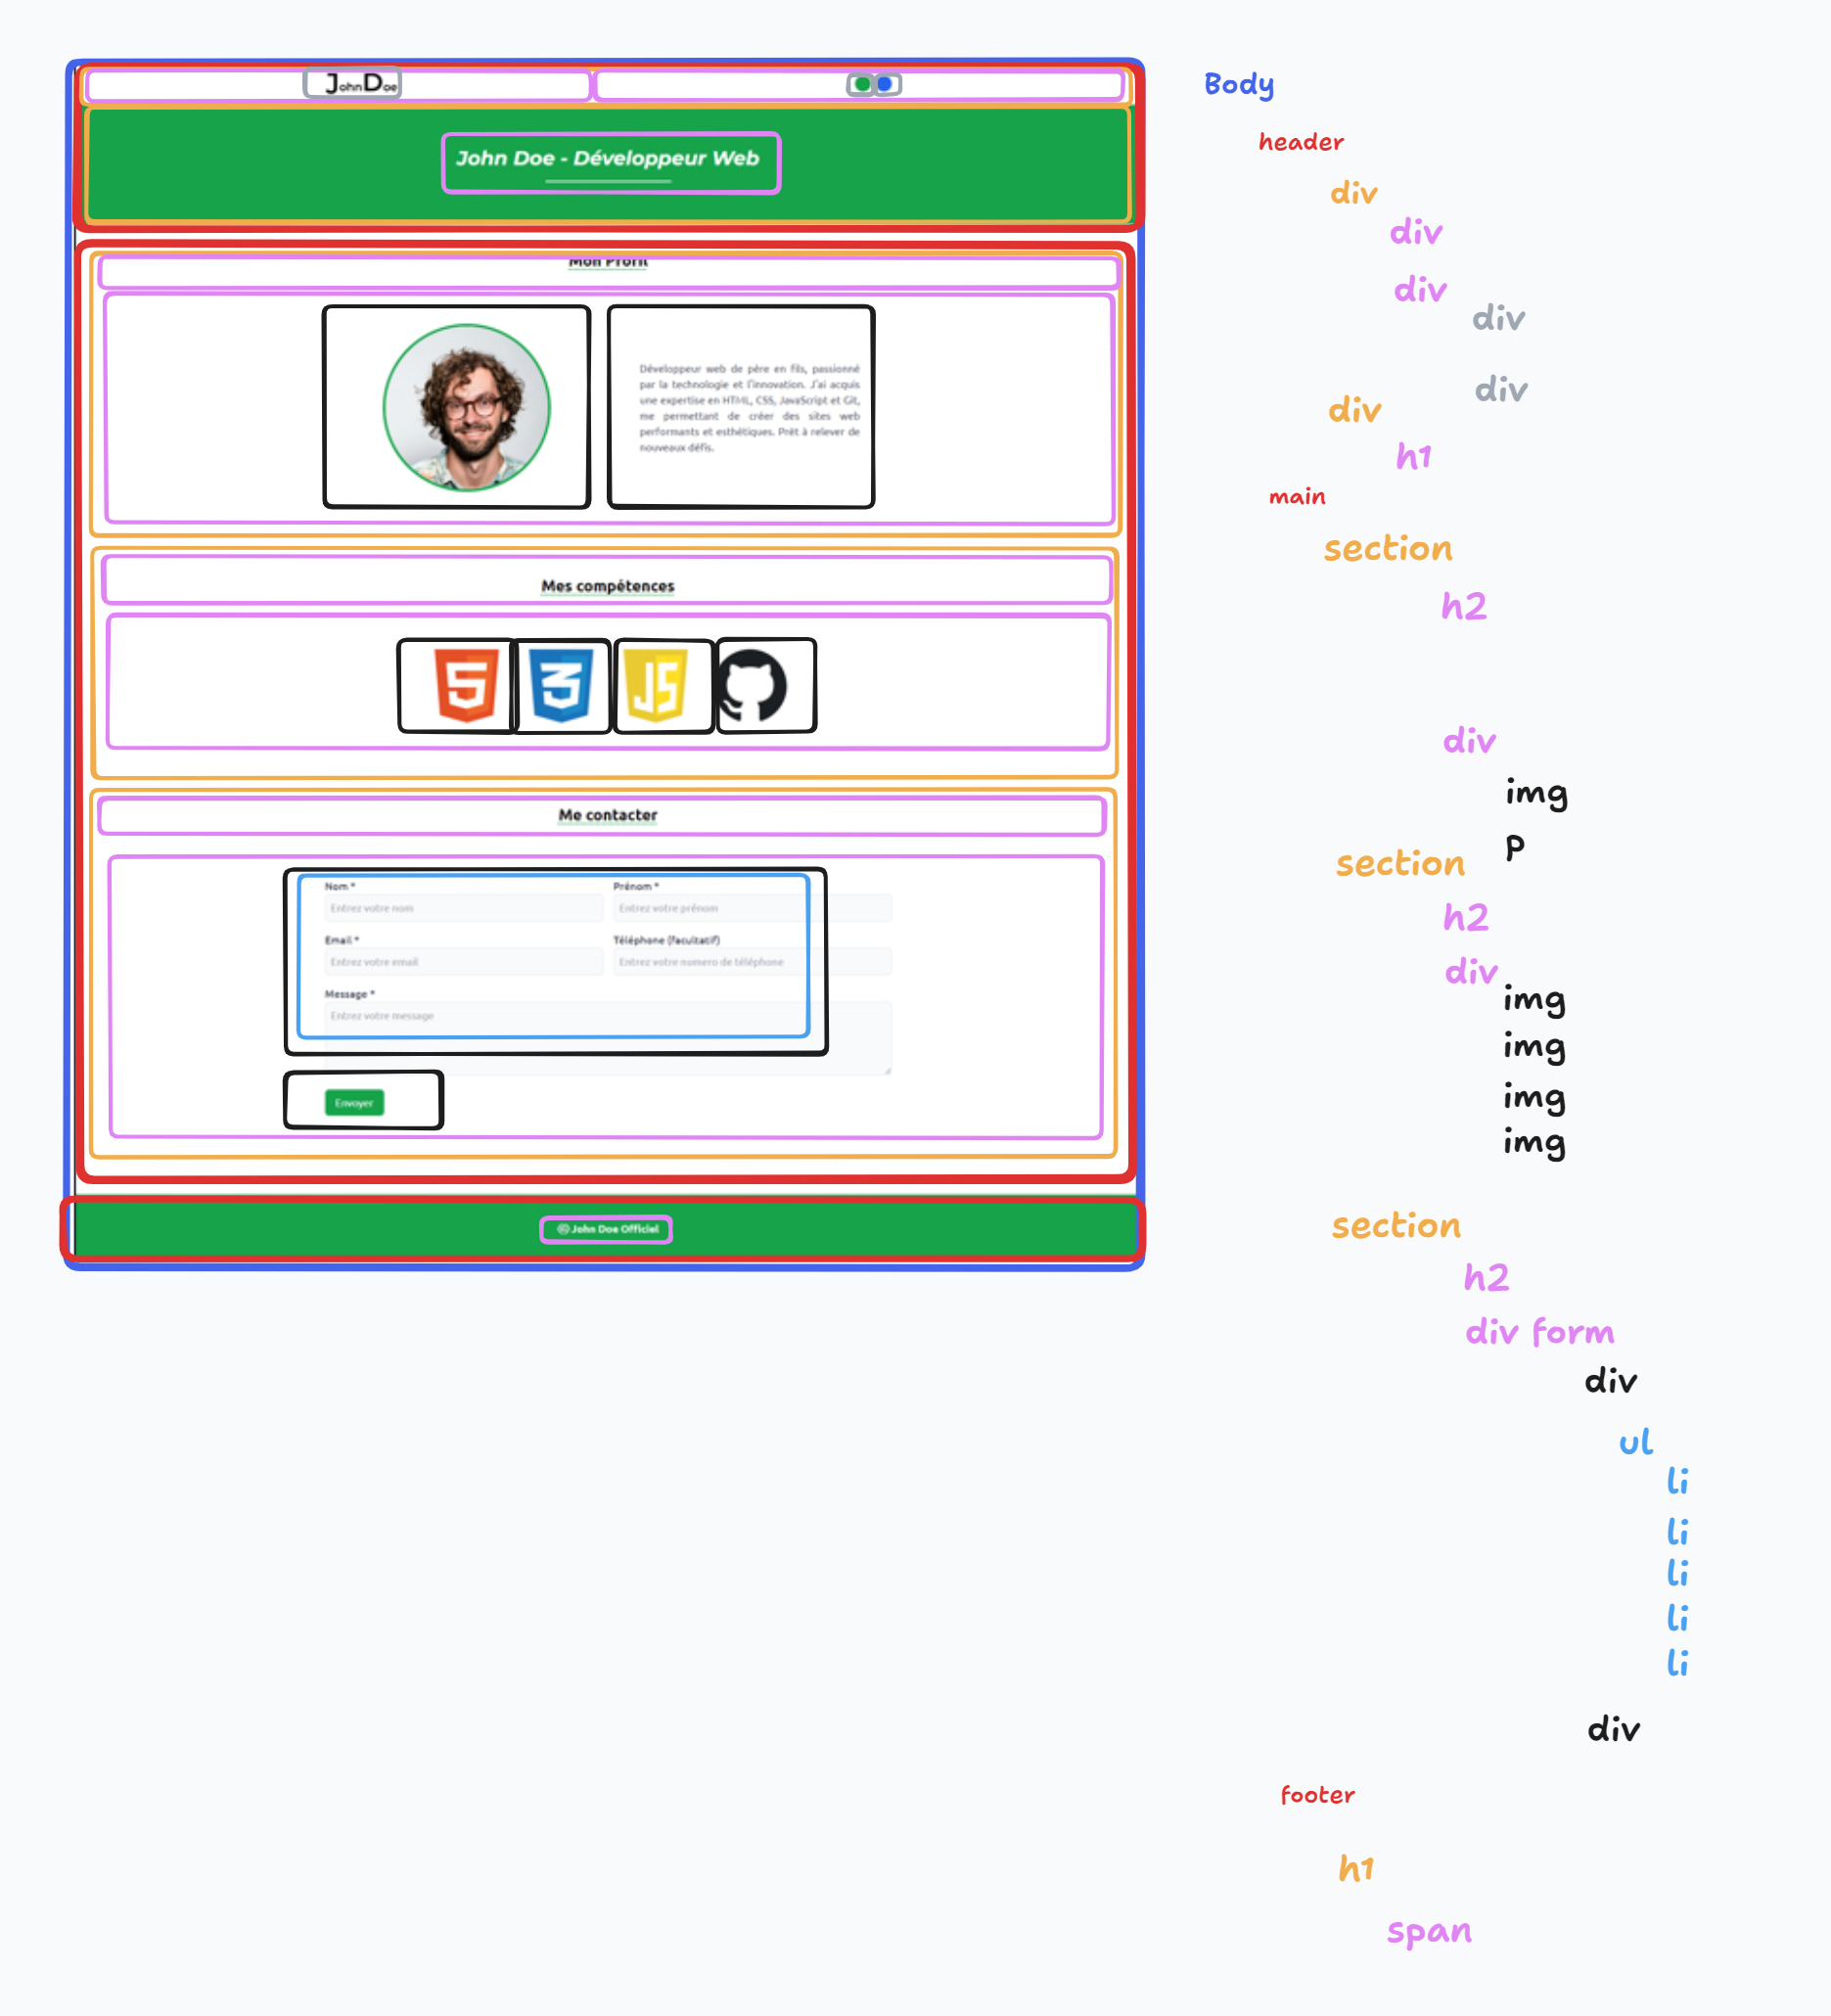 JohnDoe
John Doe - Développeur Web
Mon Profil
Développeur web de père en fils, passionné
par la technologie et l'innovation. J'ai acquis
une expertise en HTML, CSS, JavaScript et Git,
me permettant de créer des sites web
performants et esthétiques. Prêt à relever de
nouveaux défis.
Mes compétences
5
3
JS
Me contacter
Nom *
Prénom *
Entrez votre nom
Entrez votre prénom
Email *
Téléphone (facultatif)
Entrez votre email
Entrez votre numero de téléphone
Message *
Entrez votre message
Envoyer
© John Doe Officiel
Body
header
div
div
div
div
div
div
h1
main
section
h2
div
img
p
section
h2
div
img
img
img
img
section
h2
div form
div
ul
li
li
li
li
li
div
footer
h1
span